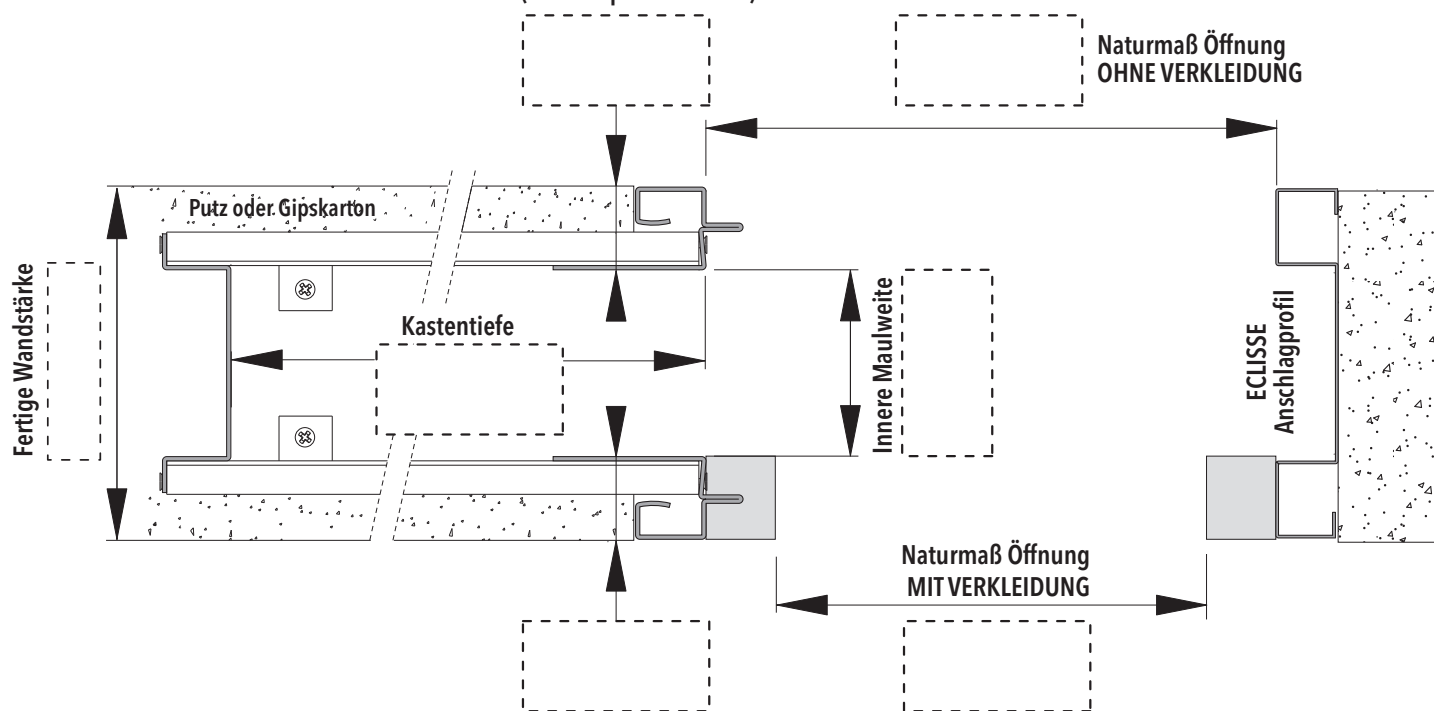 Naturmaß Öffnung
OHNE VERKLEIDUNG
Putz oder Gipskarton
Fertige Wandstärke
Kastentiefe
Innere Maulweite
ECLISSE
Anschlagprofil
Naturmaß Öffnung
MIT VERKLEIDUNG